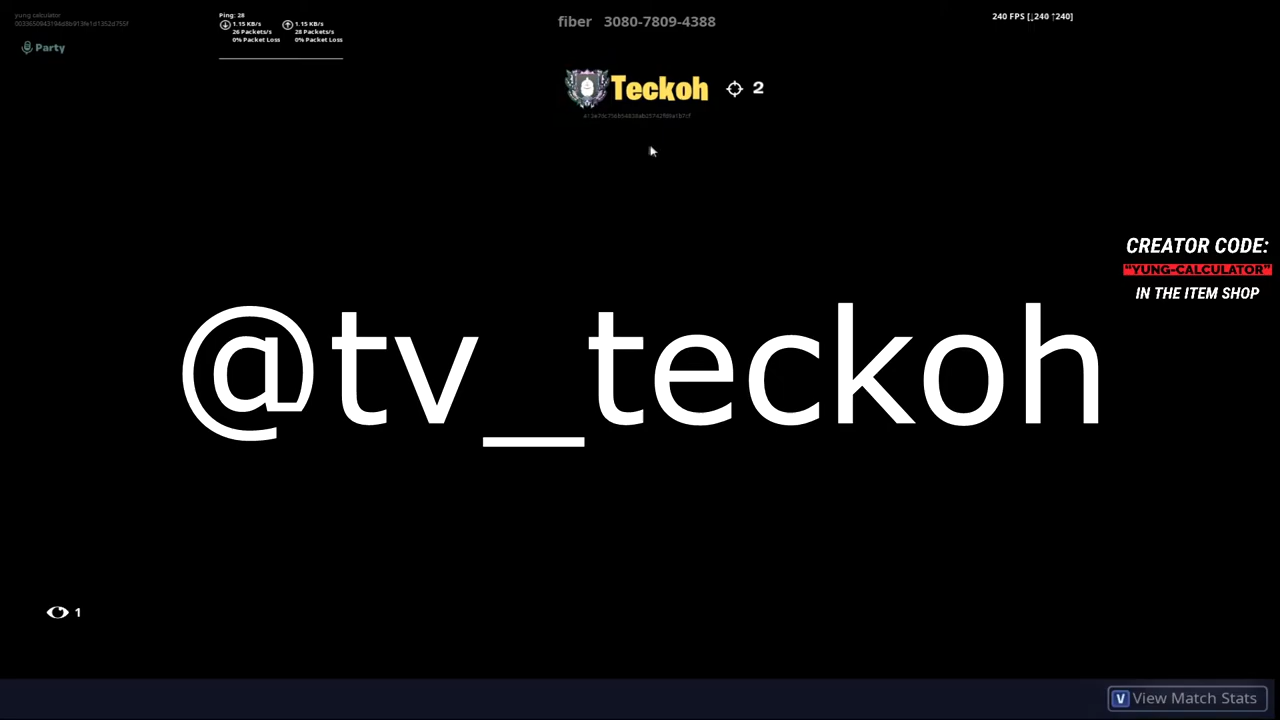 yung calculator
Party
Ping: 28
1.15 KB/s 1.15 KB/s
26 Packets/s 28 Packets/s
0% Packet Loss 0% Packet Loss
fiber 3080-7809-4388
240 FPS [↓240 ↑240]
Teckoh 2
CREATOR CODE:
"YUNG-CALCULATOR"
IN THE ITEM SHOP
@tv_teckoh
1
V View Match Stats